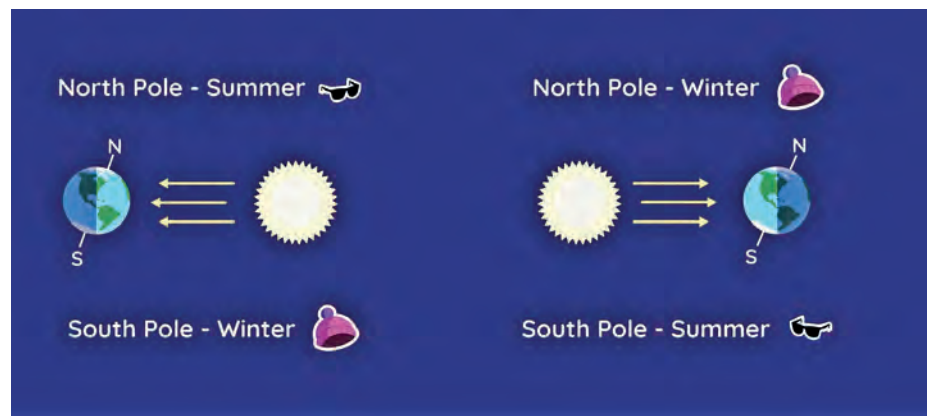 North Pole - Summer
N
S
South Pole - Winter
North Pole - Winter
N
S
South Pole - Summer